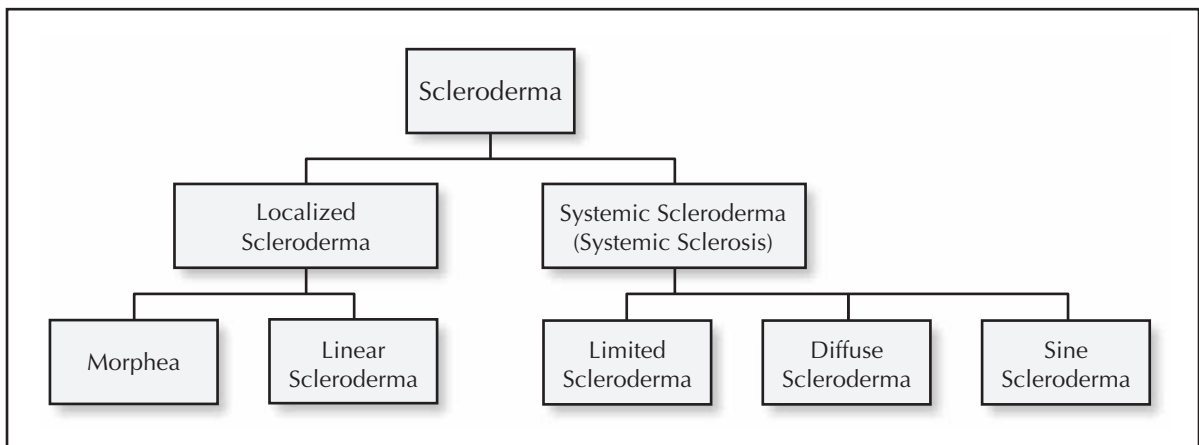 Scleroderma
Localized
Scleroderma
Systemic Scleroderma
(Systemic Sclerosis)
Morphea
Linear
Scleroderma
Limited
Scleroderma
Diffuse
Scleroderma
Sine
Scleroderma